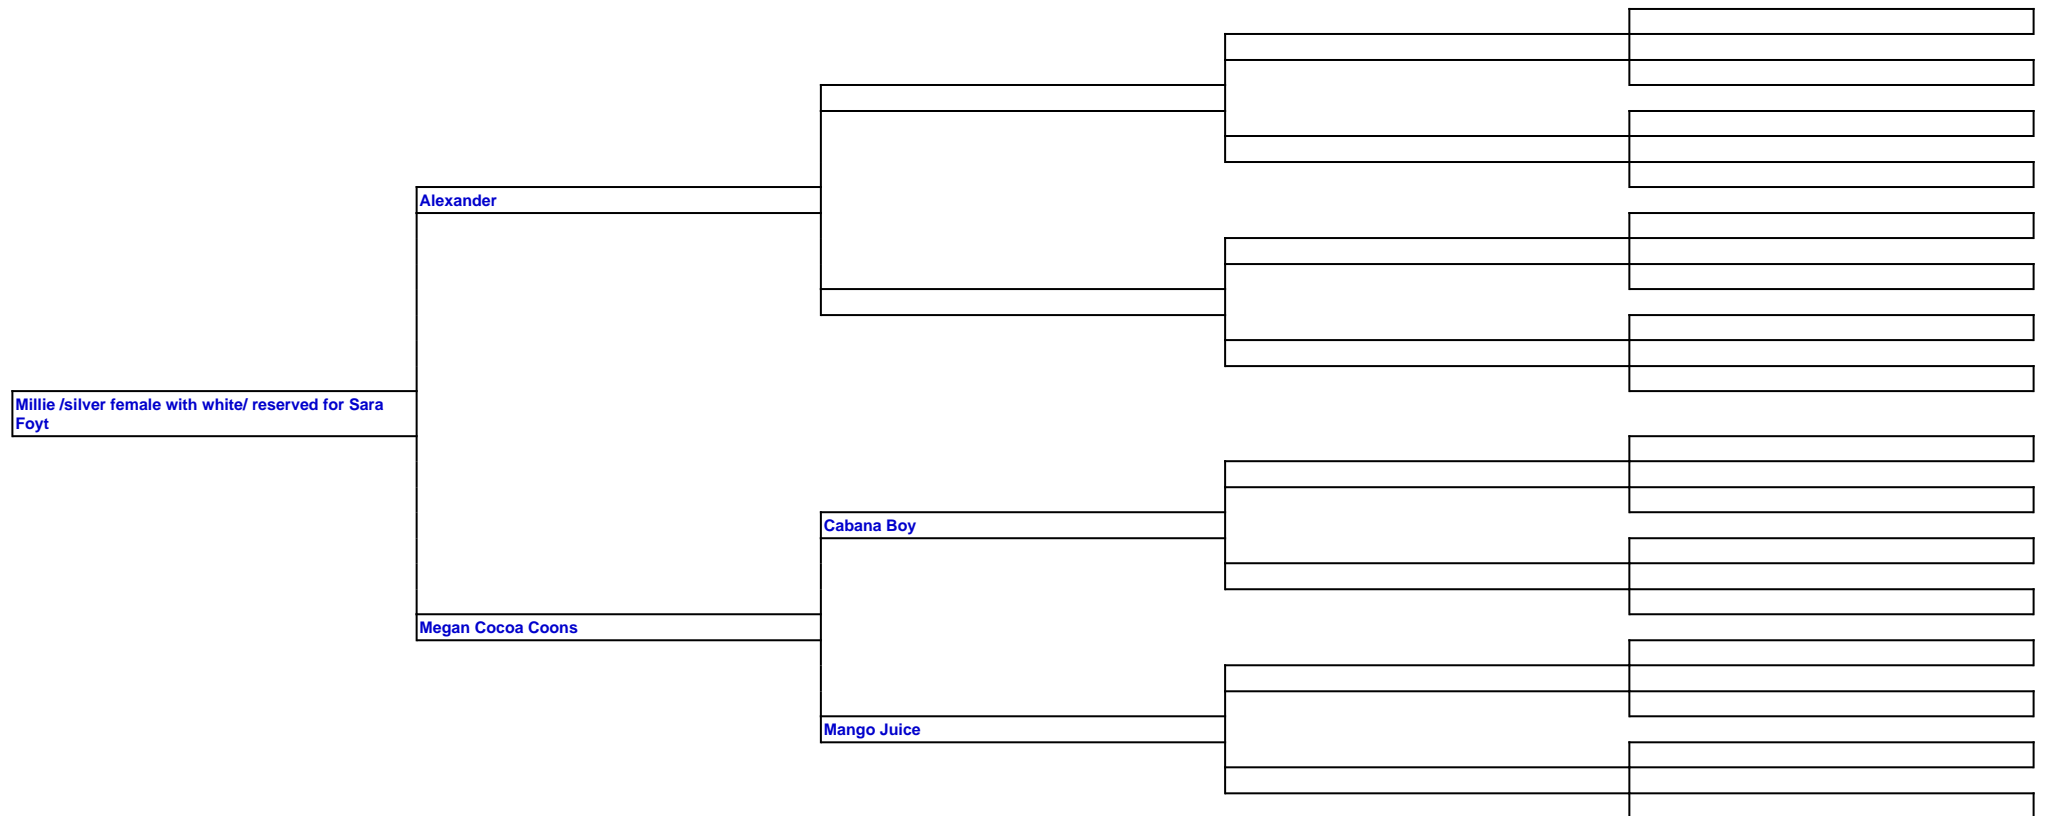 Alexander
Millie /silver female with white/ reserved for Sara
Foyt
Cabana Boy
Megan Cocoa Coons
Mango Juice